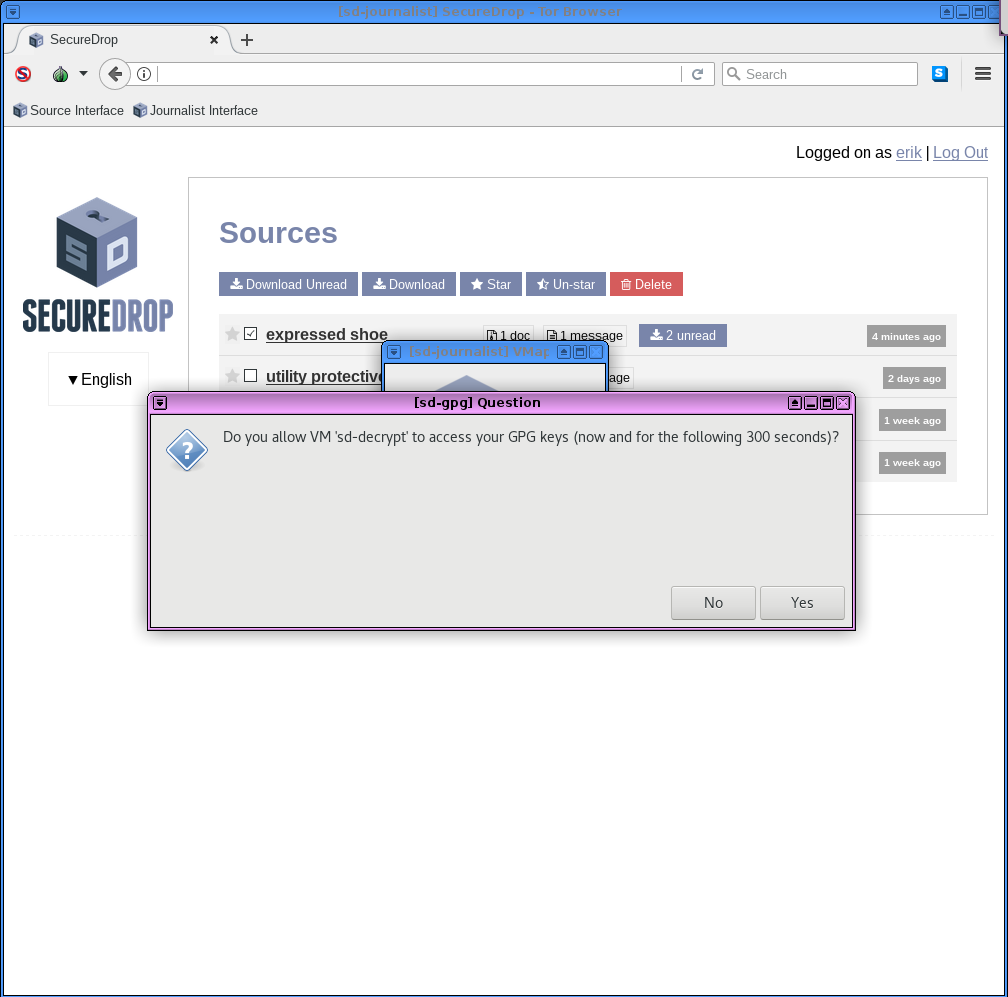 [sd-journalist] SecureDrop - Tor Browser
SecureDrop
Search
Source Interface Journalist Interface
Logged on as erik | Log Out
SD
SECUREDROP
▼English
Sources
Download Unread Download Star Un-star Delete
expressed shoe 1 doc 1 message 2 unread 4 minutes ago
[sd-journalist] VMap
utility protective age 2 days ago
[sd-gpg] Question
Do you allow VM 'sd-decrypt' to access your GPG keys (now and for the following 300 seconds)?
1 week ago
1 week ago
No Yes